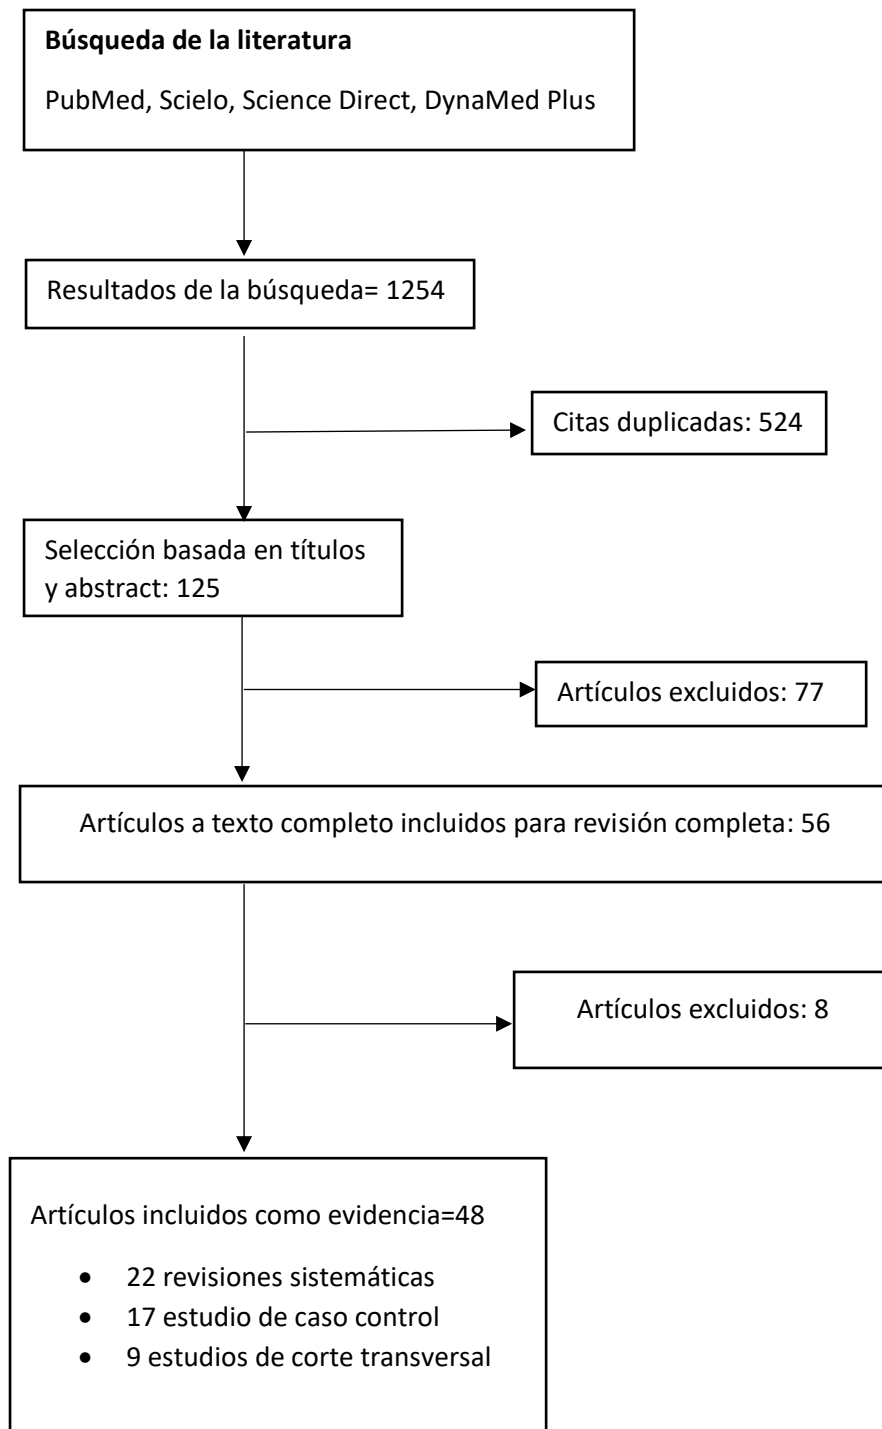 Búsqueda de la literatura
PubMed, Scielo, Science Direct, DynaMed Plus
Resultados de la búsqueda= 1254
Citas duplicadas: 524
Selección basada en títulos
y abstract: 125
Artículos excluidos: 77
Artículos a texto completo incluidos para revisión completa: 56
Artículos excluidos: 8
Artículos incluidos como evidencia=48
• 22 revisiones sistemáticas
• 17 estudio de caso control
• 9 estudios de corte transversal